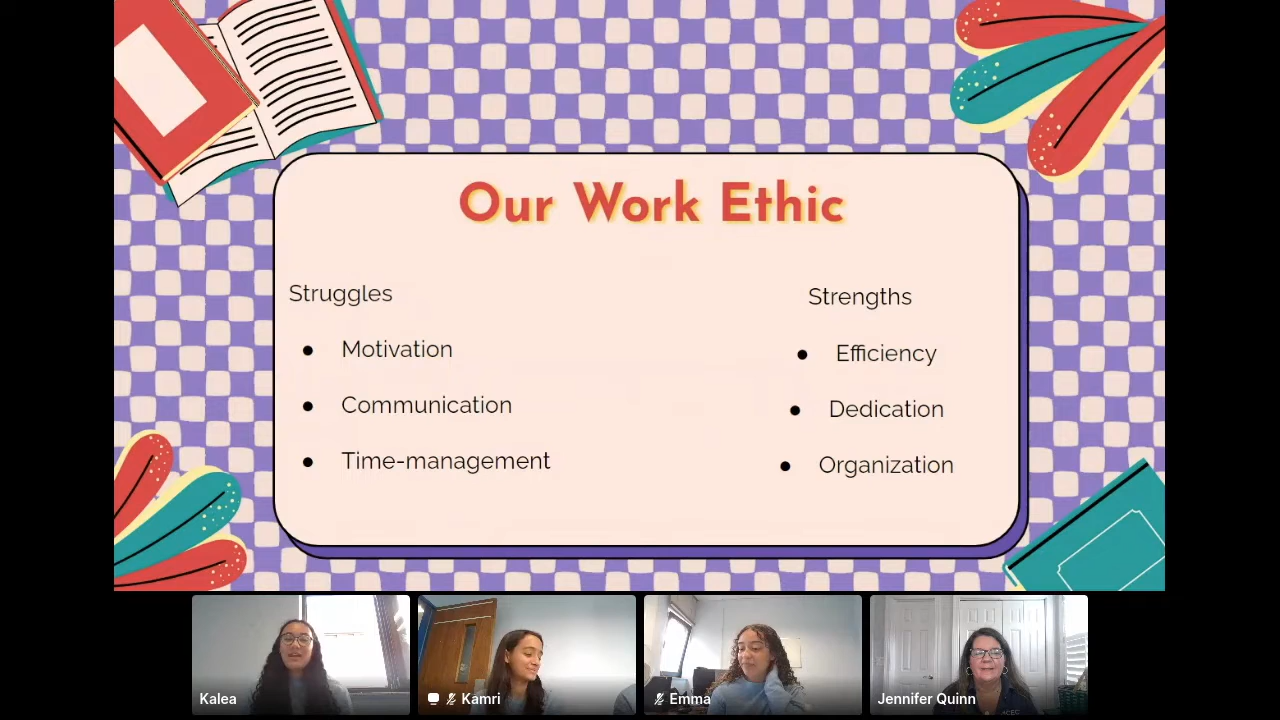 Our Work Ethic
Struggles
● Motivation
● Communication
● Time-management
Strengths
● Efficiency
● Dedication
● Organization
Kalea
Kamri
Emma
Jennifer Quinn